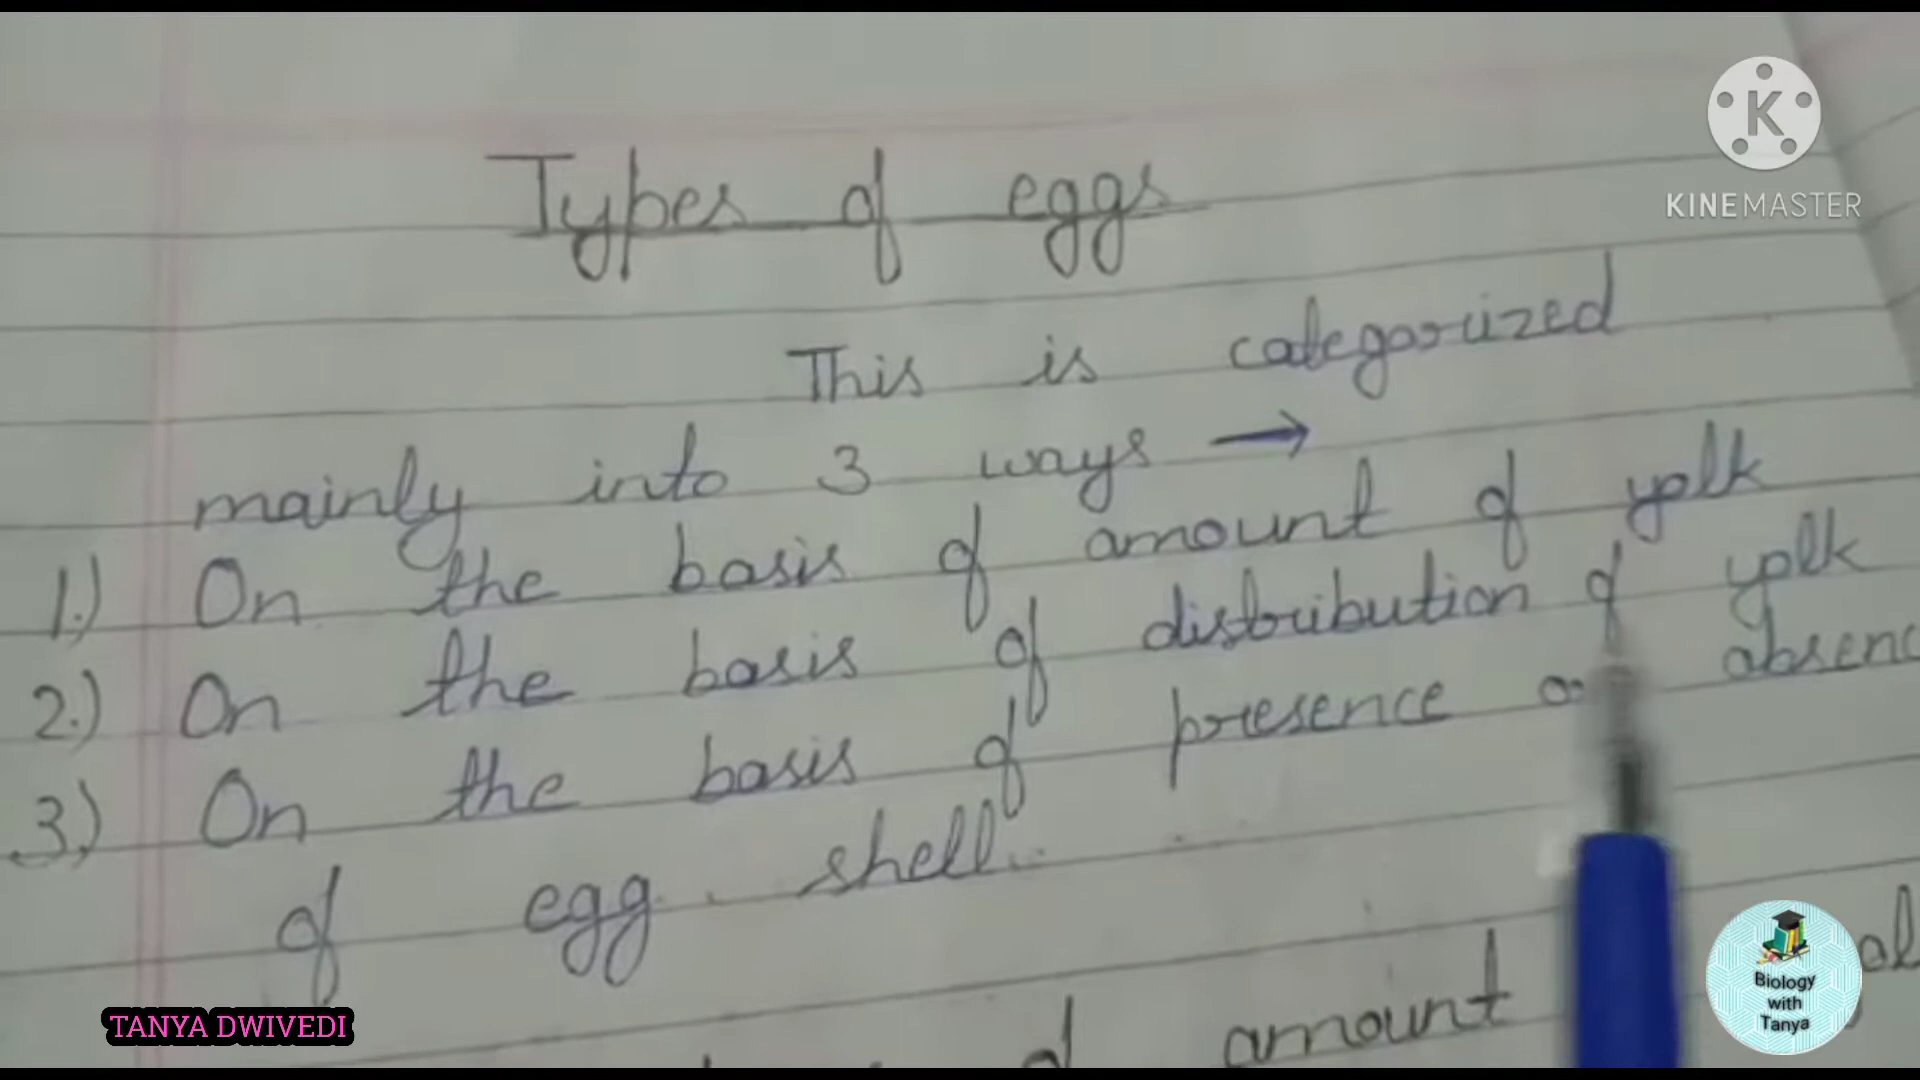 Types of eggs
This is categorized
mainly into 3 ways →
1.) On the basis of amount of yolk
2.) On the basis of distribution of yolk
3.) On the basis of presence or absenc
of egg shell.
of amount
KINEMASTER
TANYA DWIVEDI
Biology
with
Tanya